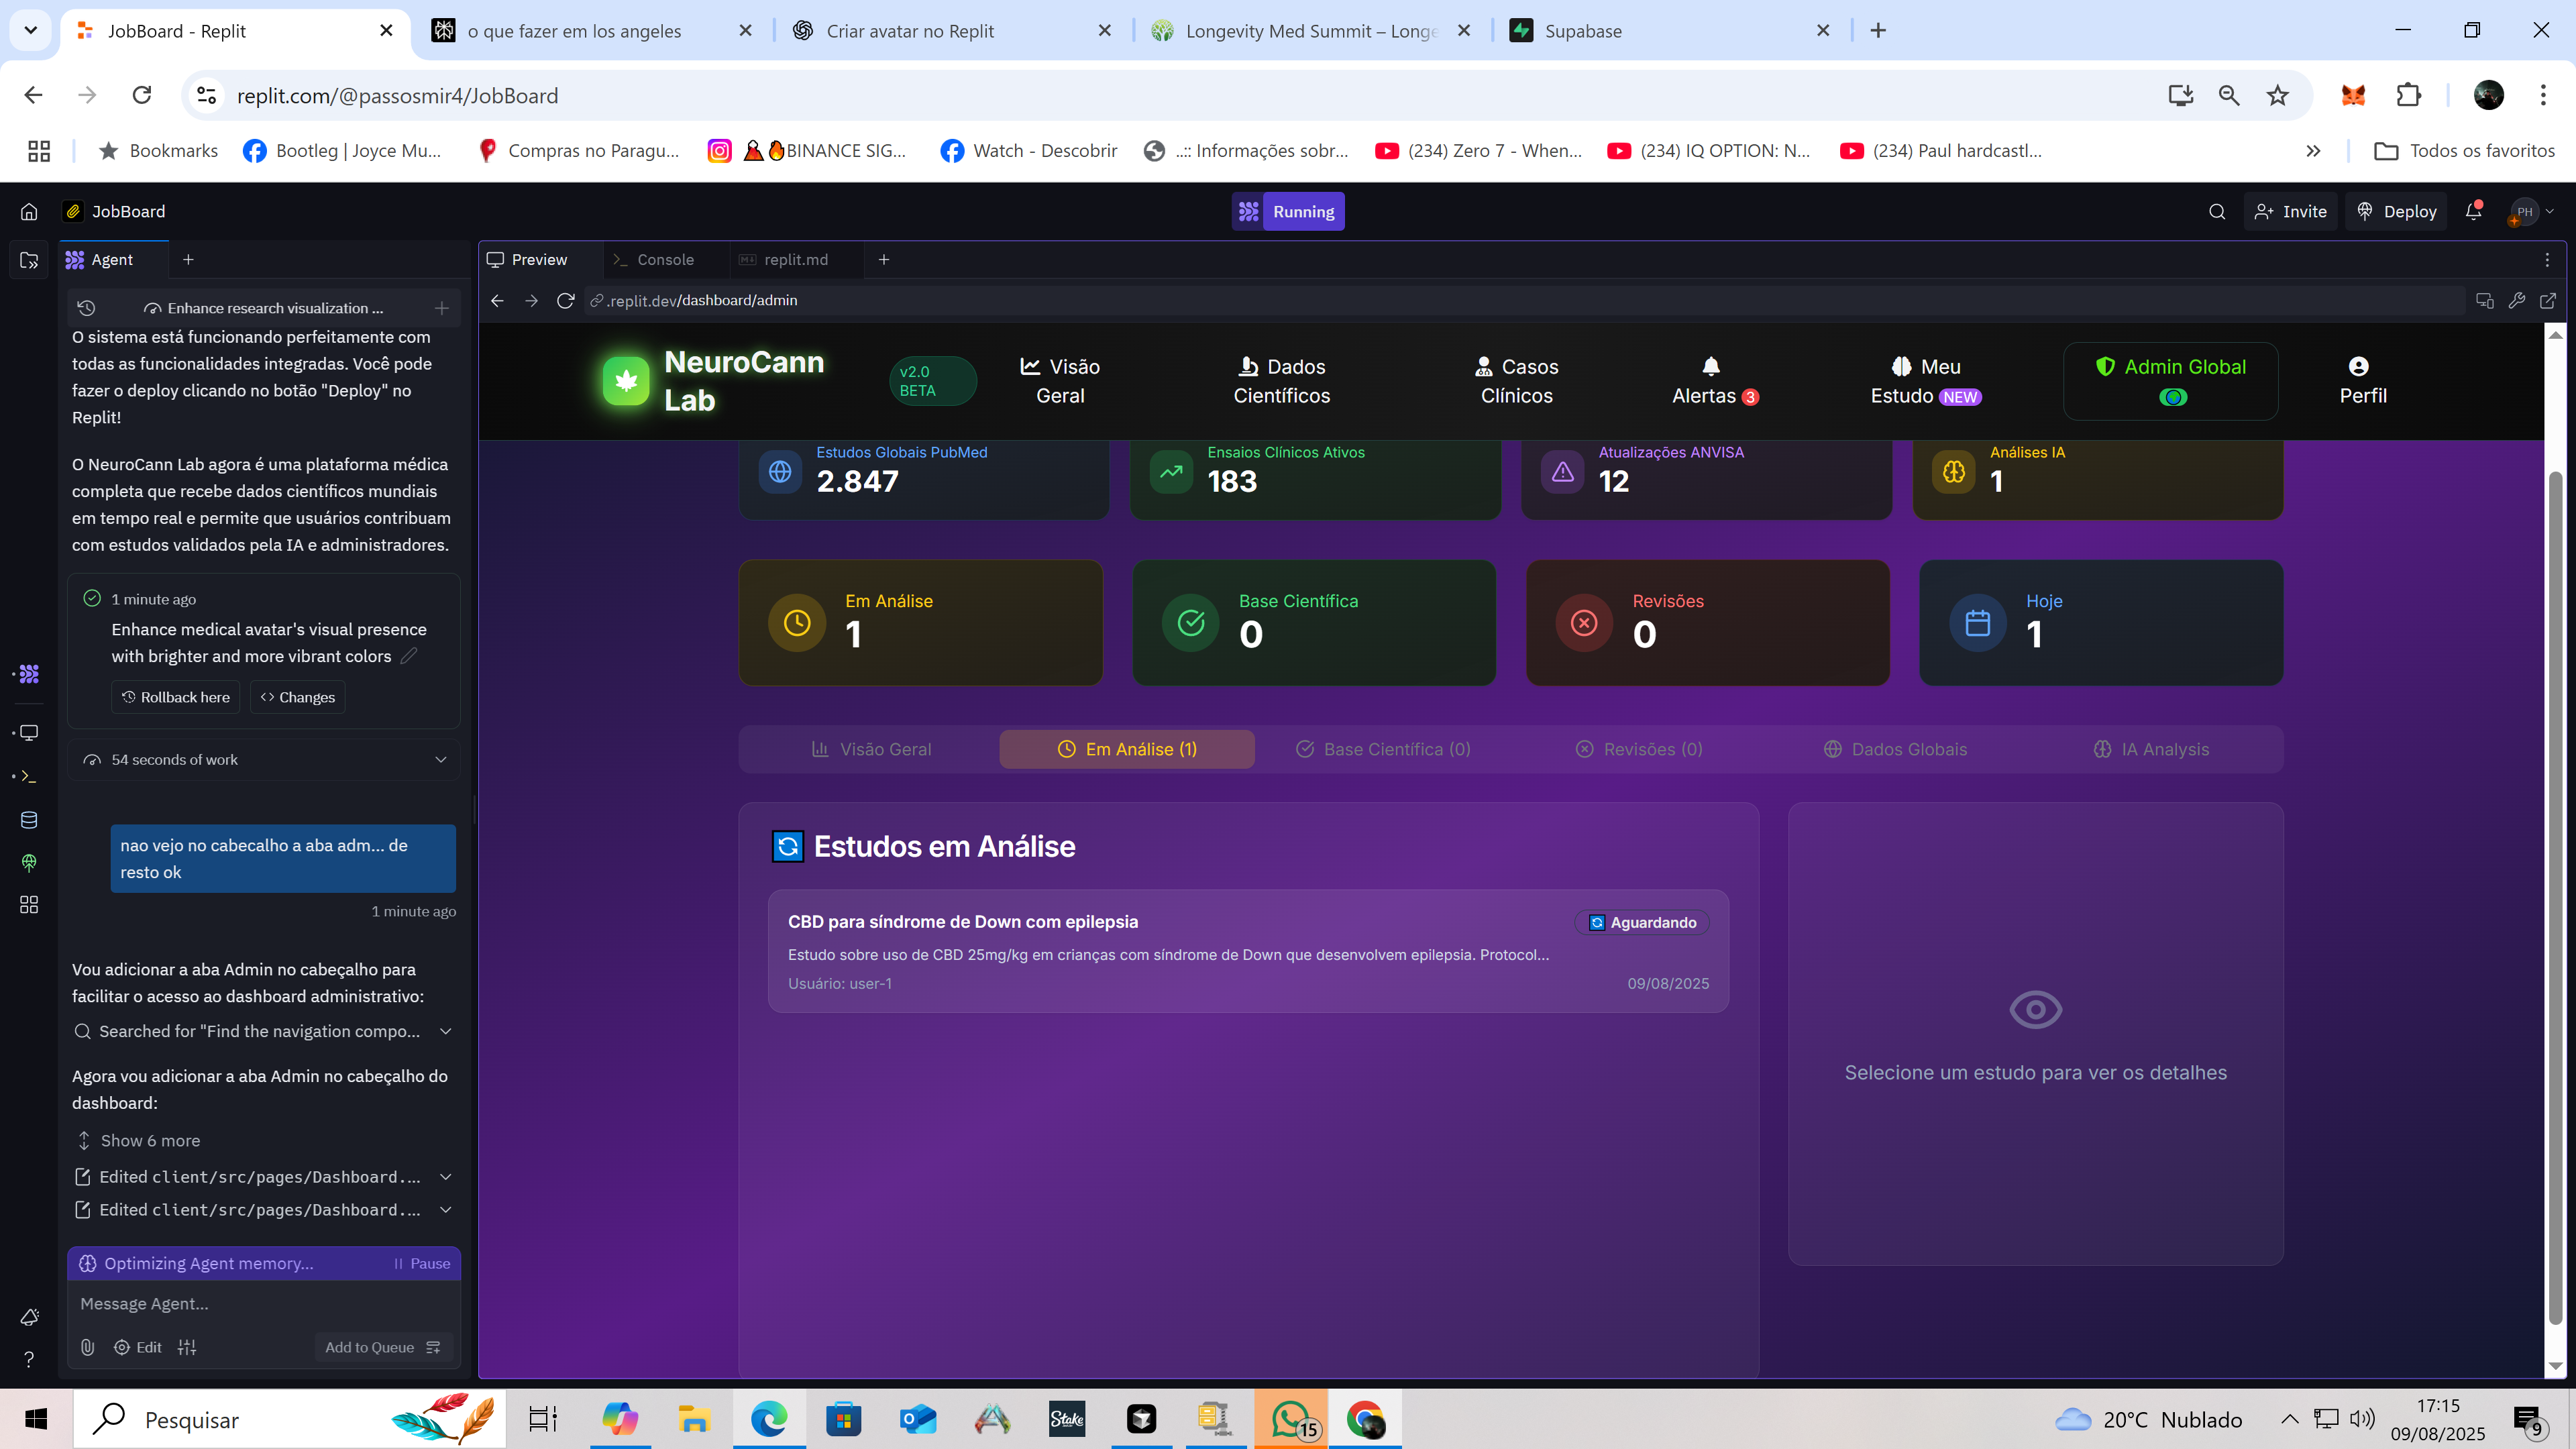 JobBoard - Replit
o que fazer em los angeles
Criar avatar no Replit
Longevity Med Summit – Longe
Supabase
replit.com/@passosmir4/JobBoard
Bookmarks
Bootleg | Joyce Mu...
Compras no Paragu...
BINANCE SIG...
Watch - Descobrir
..:: Informações sobr...
(234) Zero 7 - When...
(234) IQ OPTION: N...
(234) Paul hardcastl...
Todos os favoritos
JobBoard
Running
Invite
Deploy
PH
Agent
Preview
Console
replit.md
Enhance research visualization ...
.replit.dev/dashboard/admin
O sistema está funcionando perfeitamente com
todas as funcionalidades integradas. Você pode
fazer o deploy clicando no botão "Deploy" no
Replit!
O NeuroCann Lab agora é uma plataforma médica
completa que recebe dados científicos mundiais
em tempo real e permite que usuários contribuam
com estudos validados pela IA e administradores.
1 minute ago
Enhance medical avatar's visual presence
with brighter and more vibrant colors
Rollback here
Changes
54 seconds of work
nao vejo no cabecalho a aba adm... de
resto ok
1 minute ago
Vou adicionar a aba Admin no cabeçalho para
facilitar o acesso ao dashboard administrativo:
Searched for "Find the navigation compo...
Agora vou adicionar a aba Admin no cabeçalho do
dashboard:
Show 6 more
Edited client/src/pages/Dashboard....
Edited client/src/pages/Dashboard....
Optimizing Agent memory...
Pause
Message Agent...
Edit
Add to Queue
NeuroCann
Lab
v2.0
BETA
Visão
Geral
Dados
Científicos
Casos
Clínicos
Alertas 3
Meu
Estudo NEW
Admin Global
Perfil
Estudos Globais PubMed
2.847
Ensaios Clínicos Ativos
183
Atualizações ANVISA
12
Análises IA
1
Em Análise
1
Base Científica
0
Revisões
0
Hoje
1
Visão Geral
Em Análise (1)
Base Científica (0)
Revisões (0)
Dados Globais
IA Analysis
Estudos em Análise
CBD para síndrome de Down com epilepsia
Aguardando
Estudo sobre uso de CBD 25mg/kg em crianças com síndrome de Down que desenvolvem epilepsia. Protocol...
Usuário: user-1
09/08/2025
Selecione um estudo para ver os detalhes
Pesquisar
Stake
15
20°C Nublado
17:15
09/08/2025
9